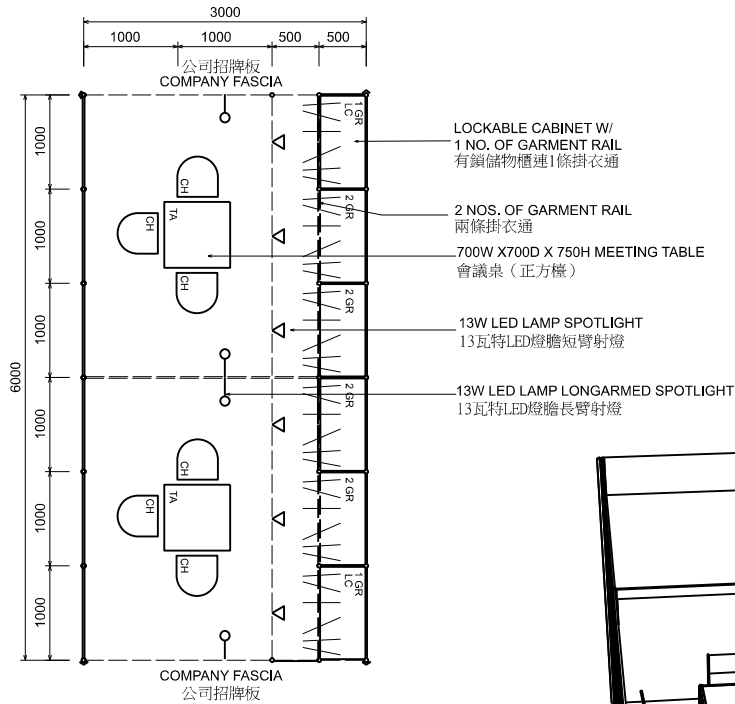 3000
1000
1000
500
500
公司招牌板
COMPANY FASCIA
1000
1000
1000
1000
1000
1000
6000
CH
CH
TA
CH
CH
CH
TA
CH
1 GR
LC
2 GR
2 GR
2 GR
2 GR
1 GR
LC
LOCKABLE CABINET W/
1 NO. OF GARMENT RAIL
有鎖儲物櫃連1條掛衣通
2 NOS. OF GARMENT RAIL
兩條掛衣通
700W X700D X 750H MEETING TABLE
會議桌（正方檯）
13W LED LAMP SPOTLIGHT
13瓦特LED燈膽短臂射燈
13W LED LAMP LONGARMED SPOTLIGHT
13瓦特LED燈膽長臂射燈
COMPANY FASCIA
公司招牌板